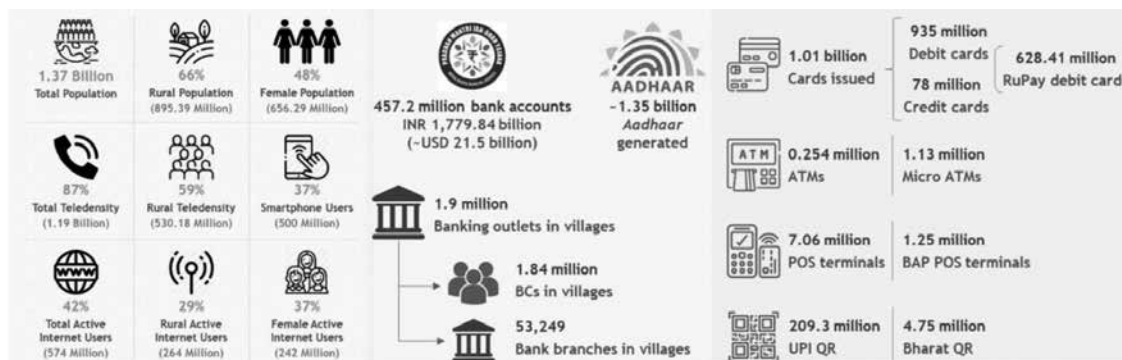 1.37 Billion
Total Population
66%
Rural Population
(895.39 Million)
48%
Female Population
(656.29 Million)
87%
Total Teledensity
(1.19 Billion)
59%
Rural Teledensity
(530.18 Million)
37%
Smartphone Users
(500 Million)
WWW
42%
Total Active
Internet Users
(574 Million)
29%
Rural Active
Internet Users
(264 Million)
37%
Female Active
Internet Users
(242 Million)
457.2 million bank accounts
INR 1,779.84 billion
(~USD 21.5 billion)
AADHAAR
~1.35 billion
Aadhaar
generated
1.9 million
Banking outlets in villages
1.84 million
BCs in villages
53,249
Bank branches in villages
1.01 billion
Cards issued
935 million
Debit cards
78 million
Credit cards
628.41 million
RuPay debit card
ATM
0.254 million
ATMs
1.13 million
Micro ATMs
7.06 million
POS terminals
1.25 million
BAP POS terminals
209.3 million
UPI QR
4.75 million
Bharat QR